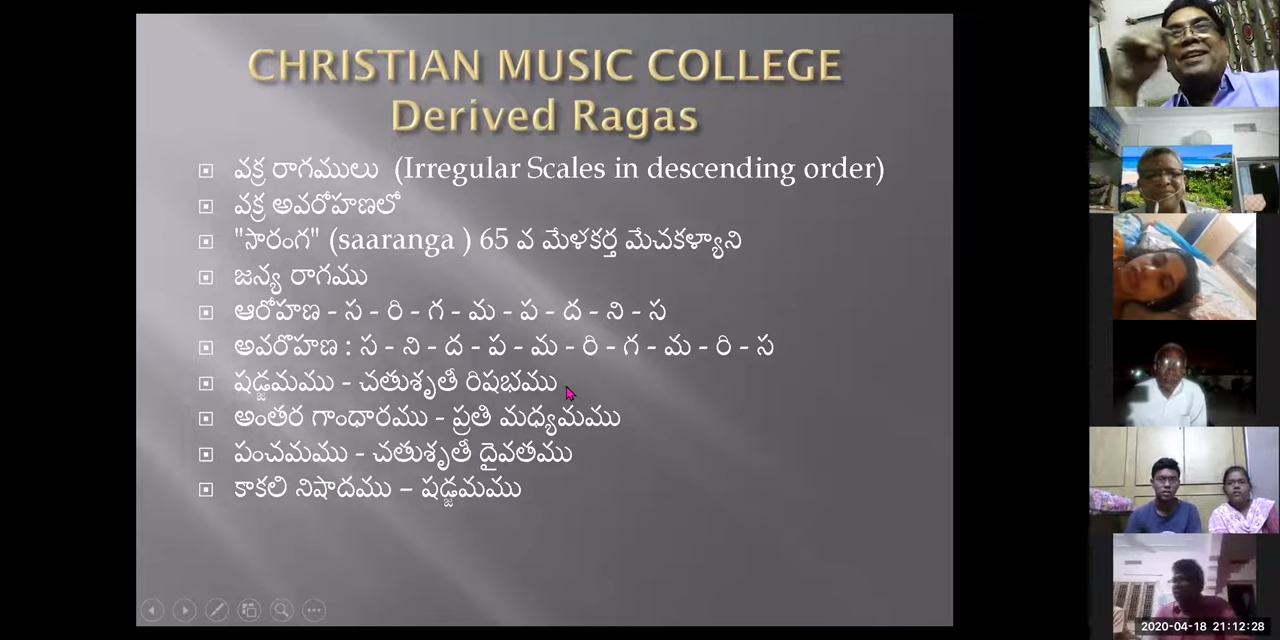 CHRISTIAN MUSIC COLLEGE
Derived Ragas
వక్ర రాగములు (Irregular Scales in descending order)
వక్ర అవరోహణలో
"సారంగ" (saaranga ) 65 వ మేళకర్త మేచకళ్యాని
జన్య రాగము
ఆరోహణ - స - రి - గ - మ - ప - ద - ని - స
అవరొహణ : స - ని - ద - ప - మ - రి - గ - మ - రి - స
షడ్జమము - చతుశృతి రిషభము
అంతర గాంధారము - ప్రతి మధ్యమము
పంచమము - చతుశృతి దైవతము
కాకలి నిషాదము – షడ్జమము
2020-04-18 21:12:28